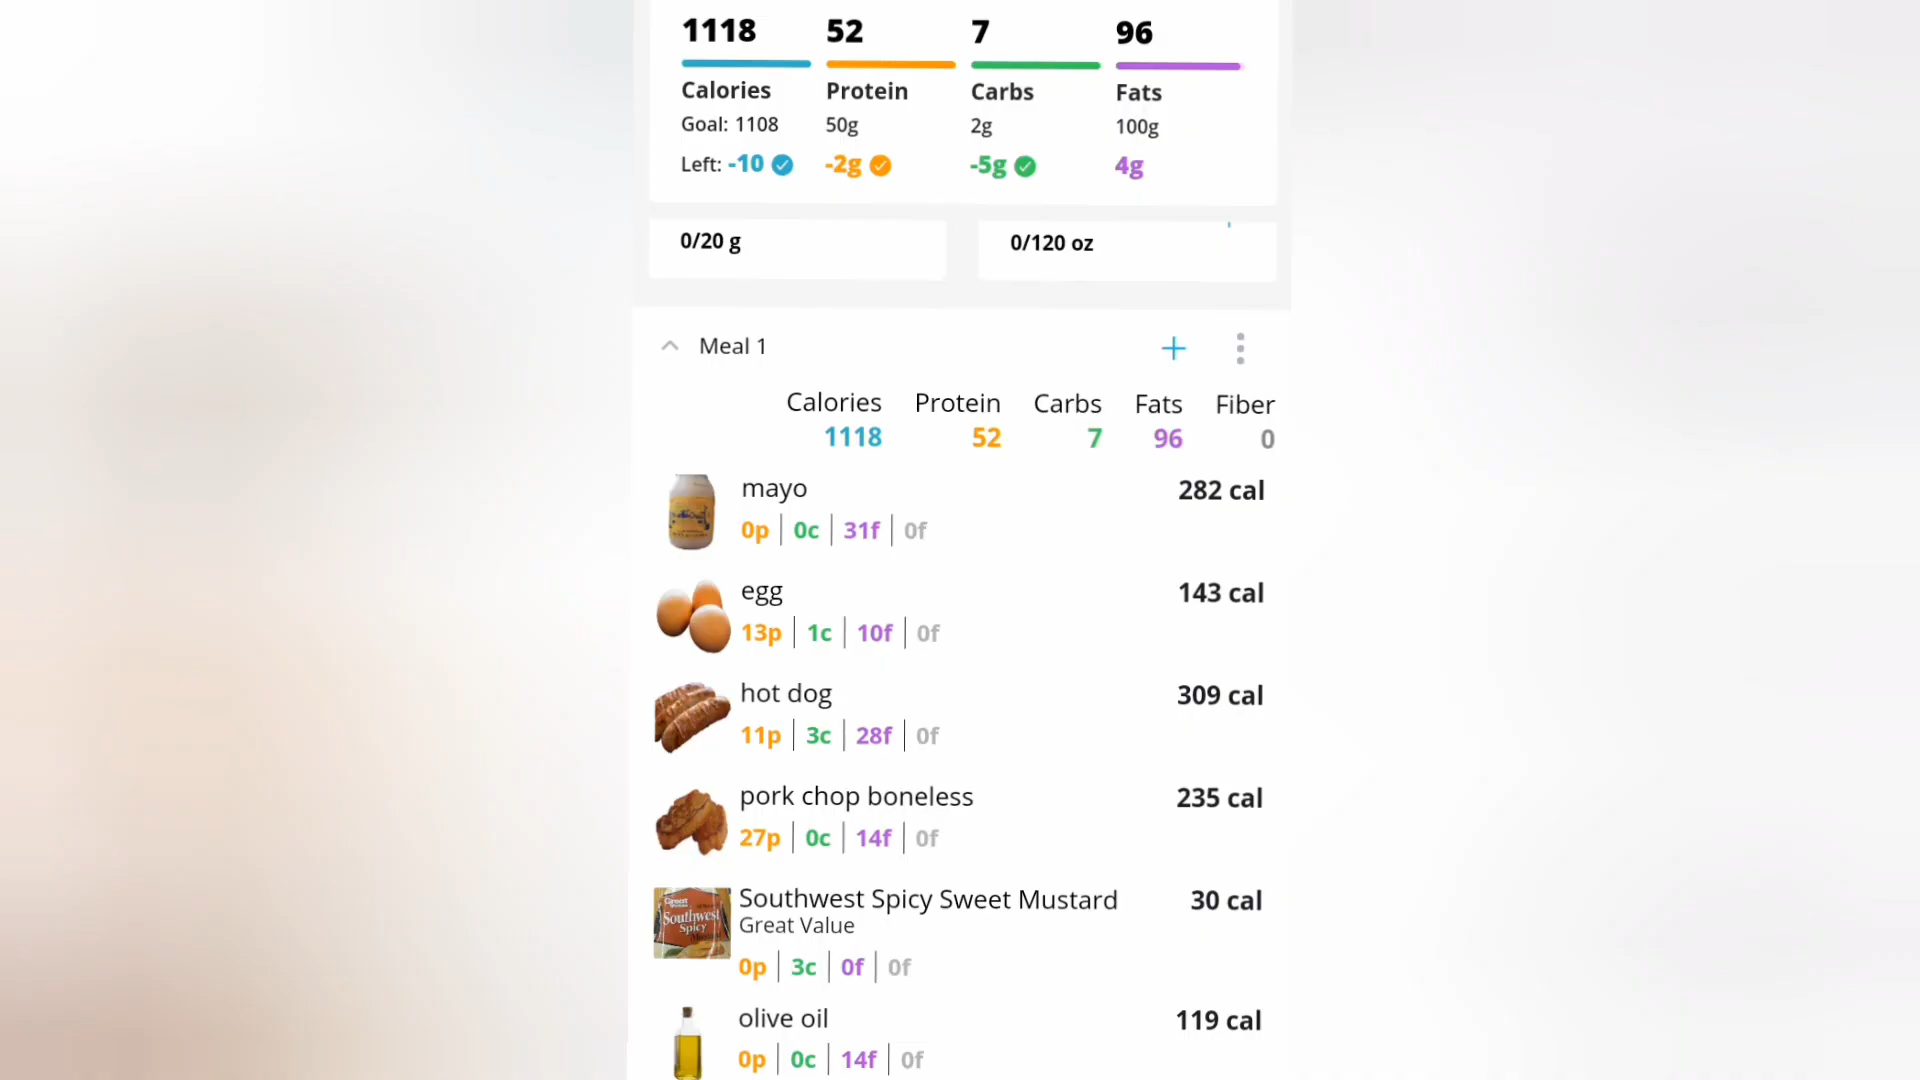 1118 52 7 96
Calories Protein Carbs Fats
Goal: 1108 50g 2g 100g
Left: -10 -2g -5g 4g
0/20 g 0/120 oz
Meal 1 +
Calories Protein Carbs Fats Fiber
1118 52 7 96 0
mayo 282 cal
0p | 0c | 31f | 0f
egg 143 cal
13p | 1c | 10f | 0f
hot dog 309 cal
11p | 3c | 28f | 0f
pork chop boneless 235 cal
27p | 0c | 14f | 0f
Southwest Spicy Sweet Mustard 30 cal
Great Value
Great
Southwest
Spicy
0p | 3c | 0f | 0f
olive oil 119 cal
0p | 0c | 14f | 0f